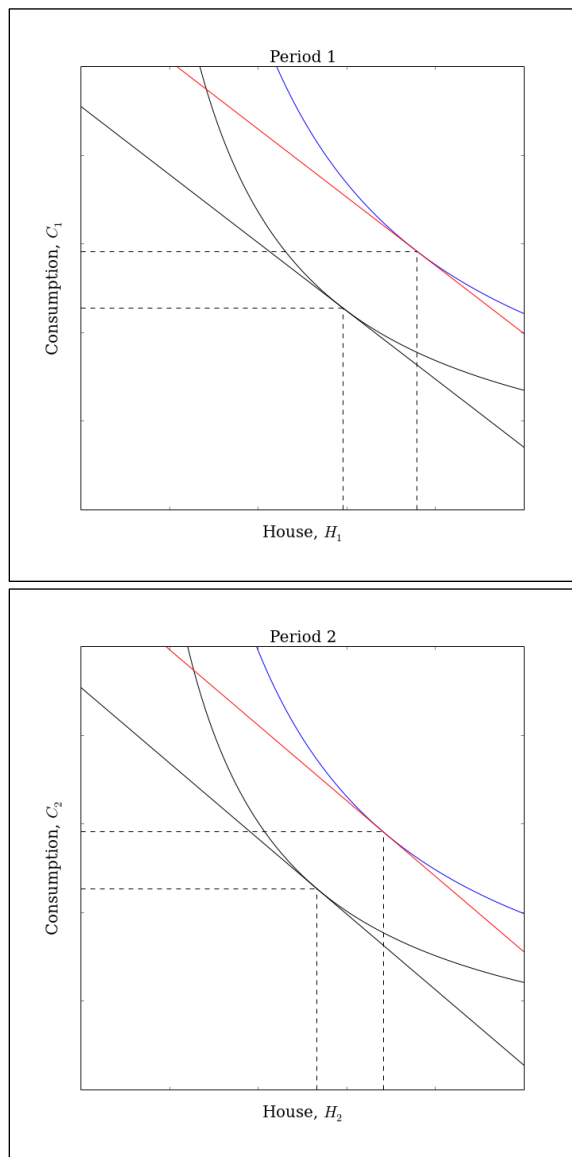 Period 1
Consumption, C₁
House, H₁
Period 2
Consumption, C₂
House, H₂